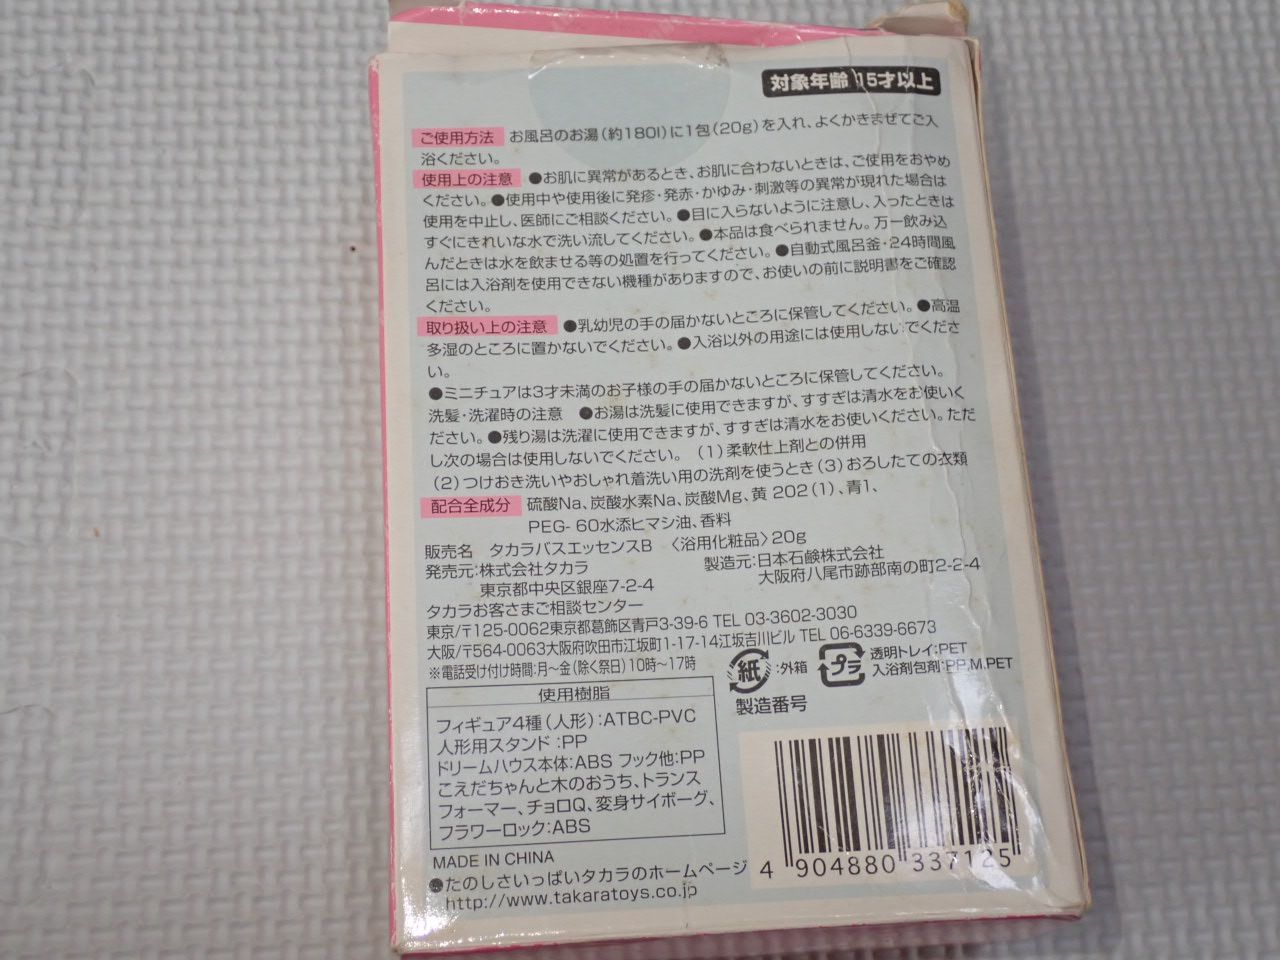 対象年齢 15才以上
ご使用方法 お風呂のお湯(約180l)に1包(20g)を入れ、よくかきまぜてご入
浴ください。
使用上の注意 ●お肌に異常があるとき、お肌に合わないときは、ご使用をおやめ
ください。●使用中や使用後に発疹・発赤・かゆみ・刺激等の異常が現れた場合は
使用を中止し、医師にご相談ください。●目に入らないように注意し、入ったときは
すぐにきれいな水で洗い流してください。●本品は食べられません。万一飲み込
んだときは水を飲ませる等の処置を行ってください。●自動式風呂釜・24時間風
呂には入浴剤を使用できない機種がありますので、お使いの前に説明書をご確認
ください。
取り扱い上の注意 ●乳幼児の手の届かないところに保管してください。●高温
多湿のところに置かないでください。●入浴以外の用途には使用しないでくださ
い。
●ミニチュアは3才未満のお子様の手の届かないところに保管してください。
洗髪・洗濯時の注意 ●お湯は洗髪に使用できますが、すすぎは清水をお使いく
ださい。●残り湯は洗濯に使用できますが、すすぎは清水をお使いください。ただ
し次の場合は使用しないでください。 (1)柔軟仕上剤との併用
(2)つけおき洗いやおしゃれ着洗い用の洗剤を使うとき(3)おろしたての衣類
配合全成分 硫酸Na、炭酸水素Na、炭酸Mg、黄202(1)、青1、
PEG-60水添ヒマシ油、香料
販売名 タカラバスエッセンスB 〈浴用化粧品〉20g
発売元:株式会社タカラ 製造元:日本石鹸株式会社
東京都中央区銀座7-2-4 大阪府八尾市跡部南の町2-2-4
タカラお客さまご相談センター
東京/〒125-0062東京都葛飾区青戸3-39-6 TEL 03-3602-3030
大阪/〒564-0063大阪府吹田市江坂町1-17-14江坂吉川ビル TEL 06-6339-6673
※電話受け付け時間:月〜金(除く祭日)10時〜17時
紙 :外箱 プラ 透明トレイ:PET
入浴剤包剤:PP,M,PET
製造番号
使用樹脂
フィギュア4種(人形):ATBC-PVC
人形用スタンド:PP
ドリームハウス本体:ABS フック他:PP
こえだちゃんと木のおうち、トランス
フォーマー、チョロQ、変身サイボーグ、
フラワーロック:ABS
MADE IN CHINA
●たのしさいっぱいタカラのホームページ
http://www.takaratoys.co.jp
4 904880 337125